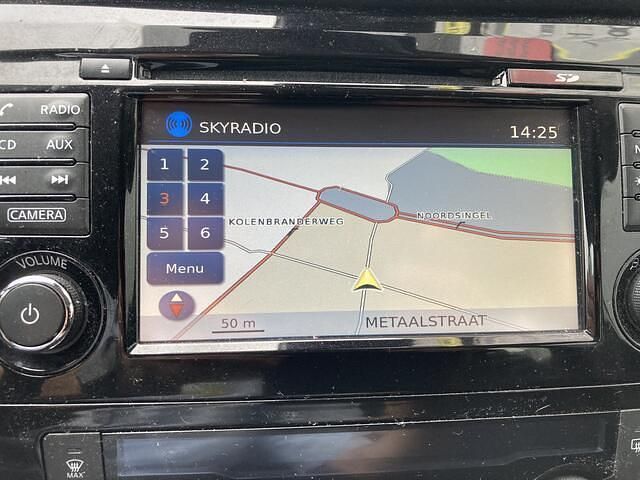 SD
RADIO
CD AUX
CAMERA
VOLUME
SKYRADIO 14:25
1 2
3 4
5 6
Menu
KOLENBRANDERWEG
NOORDSINGEL
50 m
METAALSTRAAT
MAX